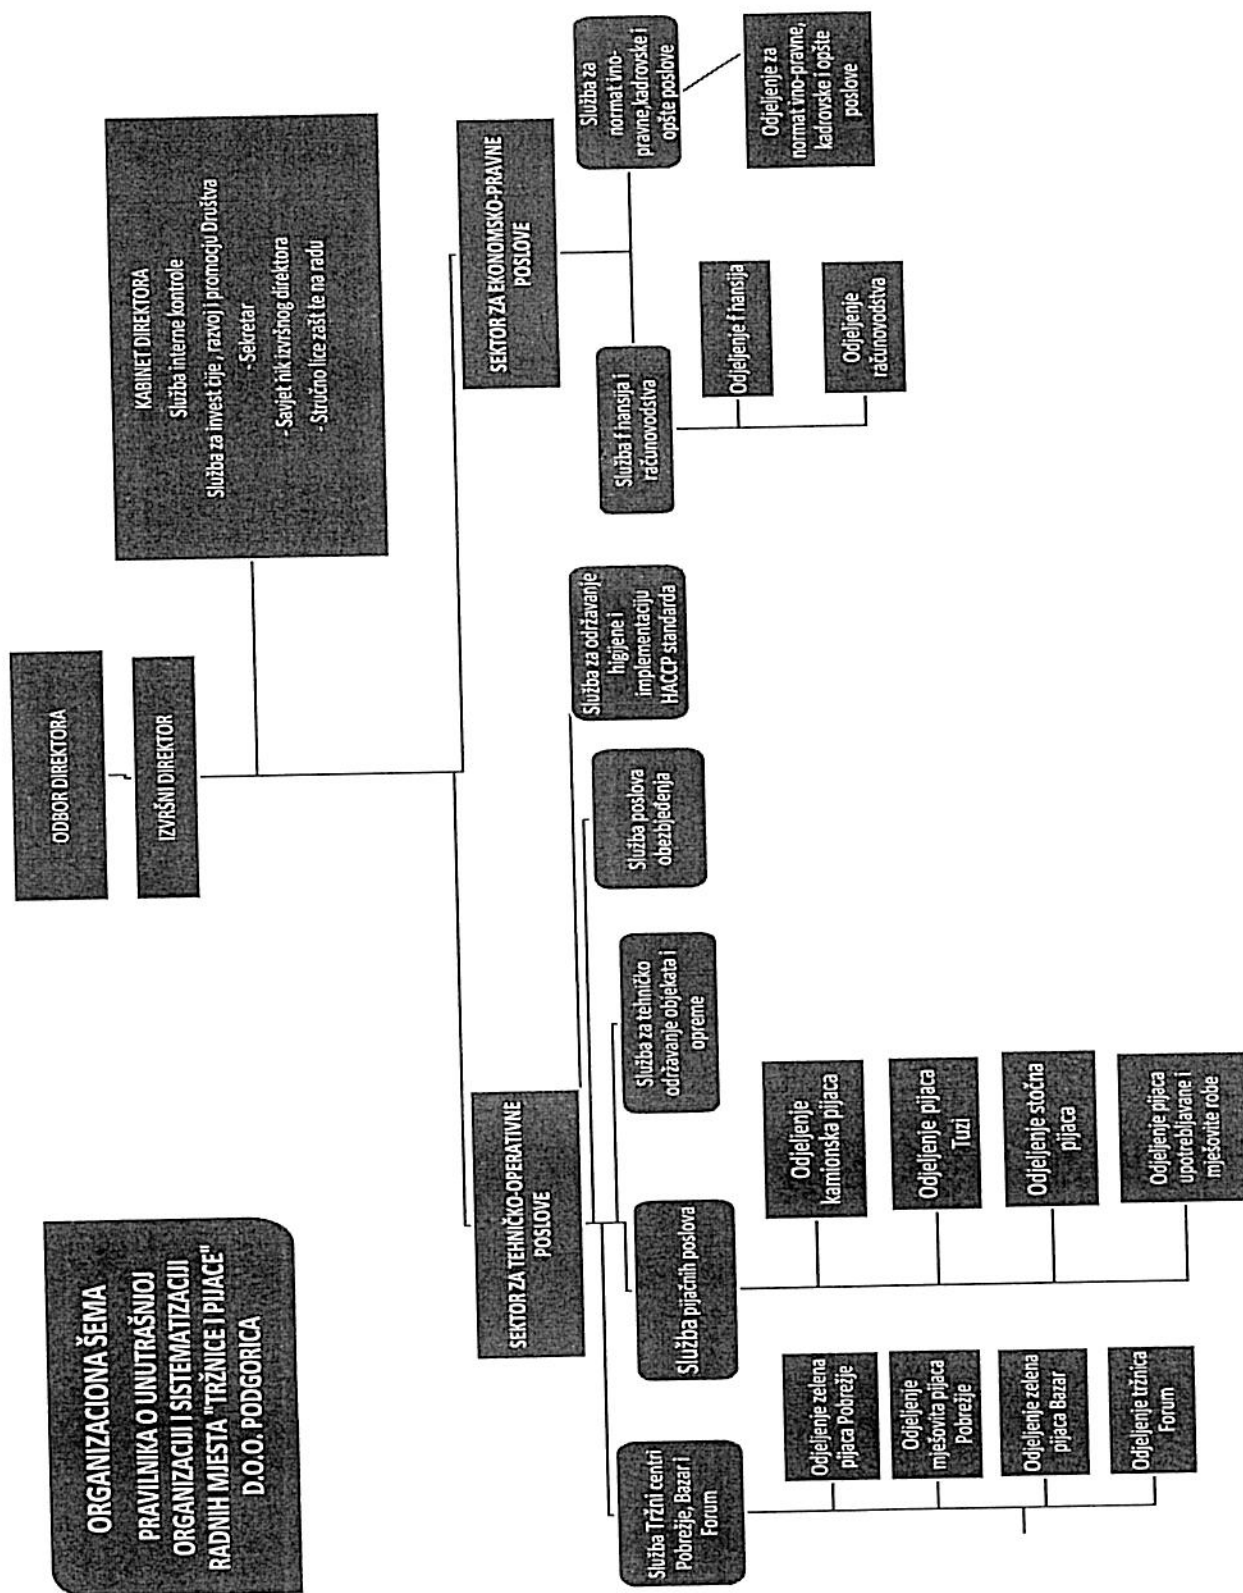 ORGANIZACIONA ŠEMA
PRAVILNIKA O UNUTRAŠNJOJ
ORGANIZACIJI I SISTEMATIZACIJI
RADNIH MJESTA "TRŽNICE I PIJACE"
D.O.O. PODGORICA
ODBOR DIREKTORA
IZVRŠNI DIREKTOR
KABINET DIREKTORA
Služba interne kontrole
Služba za invest cije , razvoj i promociju Društva
-Sekretar
- Savjet nik izvršnog direktora
- Stručno lice zašt te na radu
SEKTOR ZA TEHNIČKO-OPERATIVNE
POSLOVE
SEKTOR ZA EKONOMSKO-PRAVNE
POSLOVE
Služba Tržni centri
Pobrežje, Bazar i
Forum
Služba pijačnih poslova
Služba za tehničko
održavanje objekata i
opreme
Služba poslova
obezbjeđenja
Služba za održavanje
higijene i
implementaciju
HACCP standarda
Služba f nansija i
računovodstva
Služba za
normat vno-
pravne,kadrovske i
opšte poslove
Odjeljenje zelena
pijaca Pobrežje
Odjeljenje
mješovita pijaca
Pobrežje
Odjeljenje zelena
pijaca Bazar
Odjeljenje tržnica
Forum
Odjeljenje
kamionska pijaca
Odjeljenje pijaca
Tuzi
Odjeljenje stočna
pijaca
Odjeljenje pijaca
upotrebljavane i
mješovite robe
Odjeljenje f nansija
Odjeljenje
računovodstva
Odjeljenje za
normat vno-pravne,
kadrovske i opšte
poslove